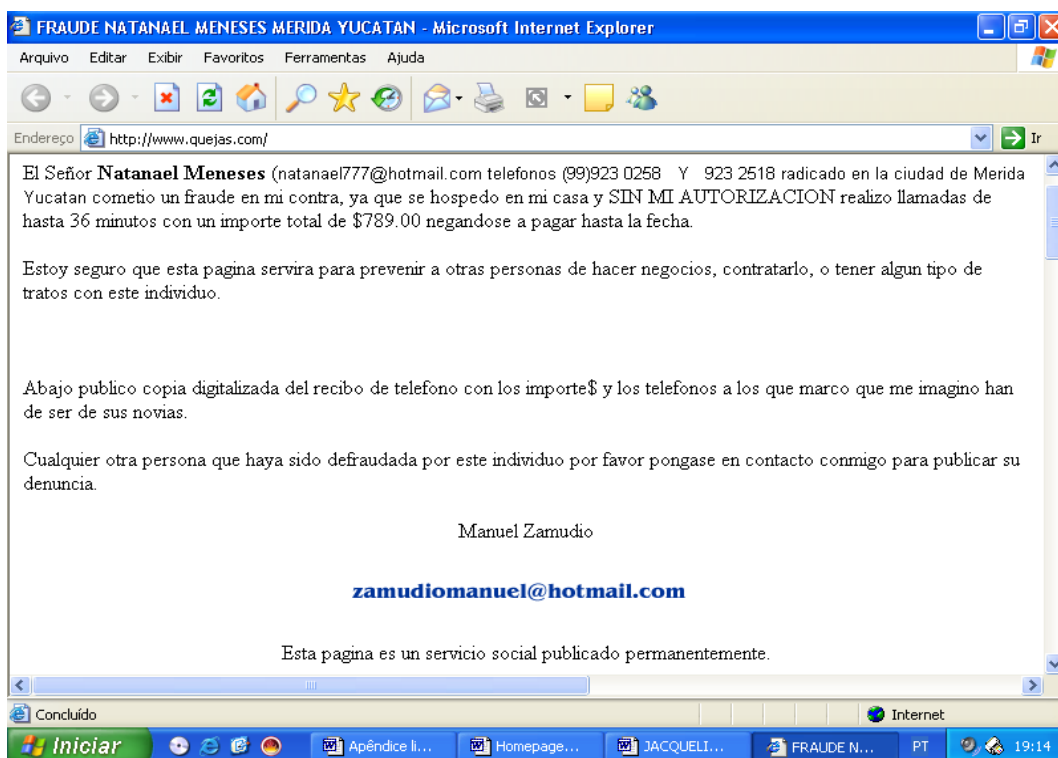 FRAUDE NATANAEL MENESES MERIDA YUCATAN - Microsoft Internet Explorer
Arquivo Editar Exibir Favoritos Ferramentas Ajuda
Endereço http://www.quejas.com/ Ir
El Señor Natanael Meneses (natanael777@hotmail.com telefonos (99)923 0258 Y 923 2518 radicado en la ciudad de Merida
Yucatan cometio un fraude en mi contra, ya que se hospedo en mi casa y SIN MI AUTORIZACION realizo llamadas de
hasta 36 minutos con un importe total de $789.00 negandose a pagar hasta la fecha.
Estoy seguro que esta pagina servira para prevenir a otras personas de hacer negocios, contratarlo, o tener algun tipo de
tratos con este individuo.
Abajo publico copia digitalizada del recibo de telefono con los importe$ y los telefonos a los que marco que me imagino han
de ser de sus novias.
Cualquier otra persona que haya sido defraudada por este individuo por favor pongase en contacto conmigo para publicar su
denuncia.
Manuel Zamudio
zamudiomanuel@hotmail.com
Esta pagina es un servicio social publicado permanentemente.
Concluído Internet
Iniciar Apêndice li... Homepage... JACQUELI... FRAUDE N... PT 19:14